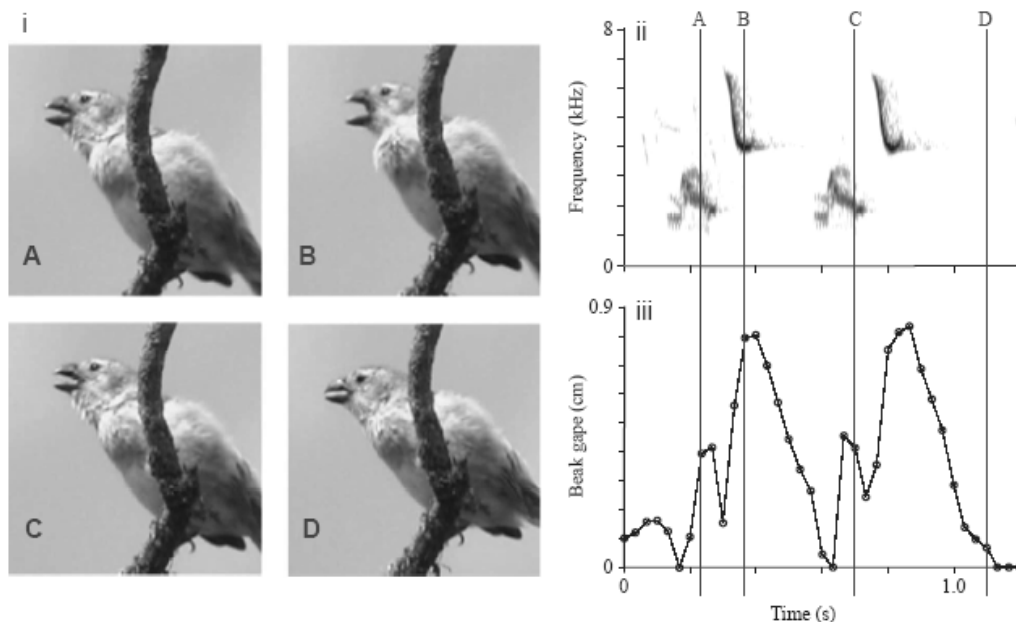 i
A
B
C
D
ii
A B C D
8
Frequency (kHz)
0
iii
0.9
Beak gape (cm)
0
0 1.0
Time (s)